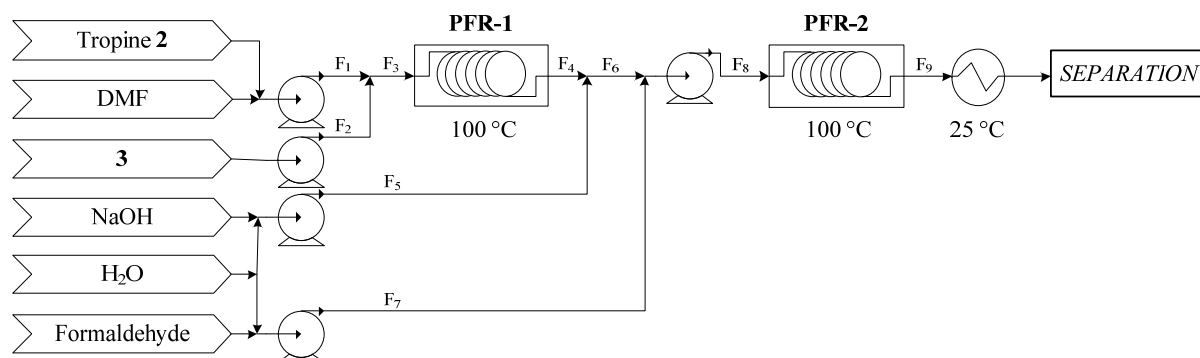 PFR-1
PFR-2
Tropine 2
DMF
3
NaOH
H₂O
Formaldehyde
F₁
F₂
F₃
F₄
F₅
F₆
F₇
F₈
F₉
100 °C
100 °C
25 °C
SEPARATION